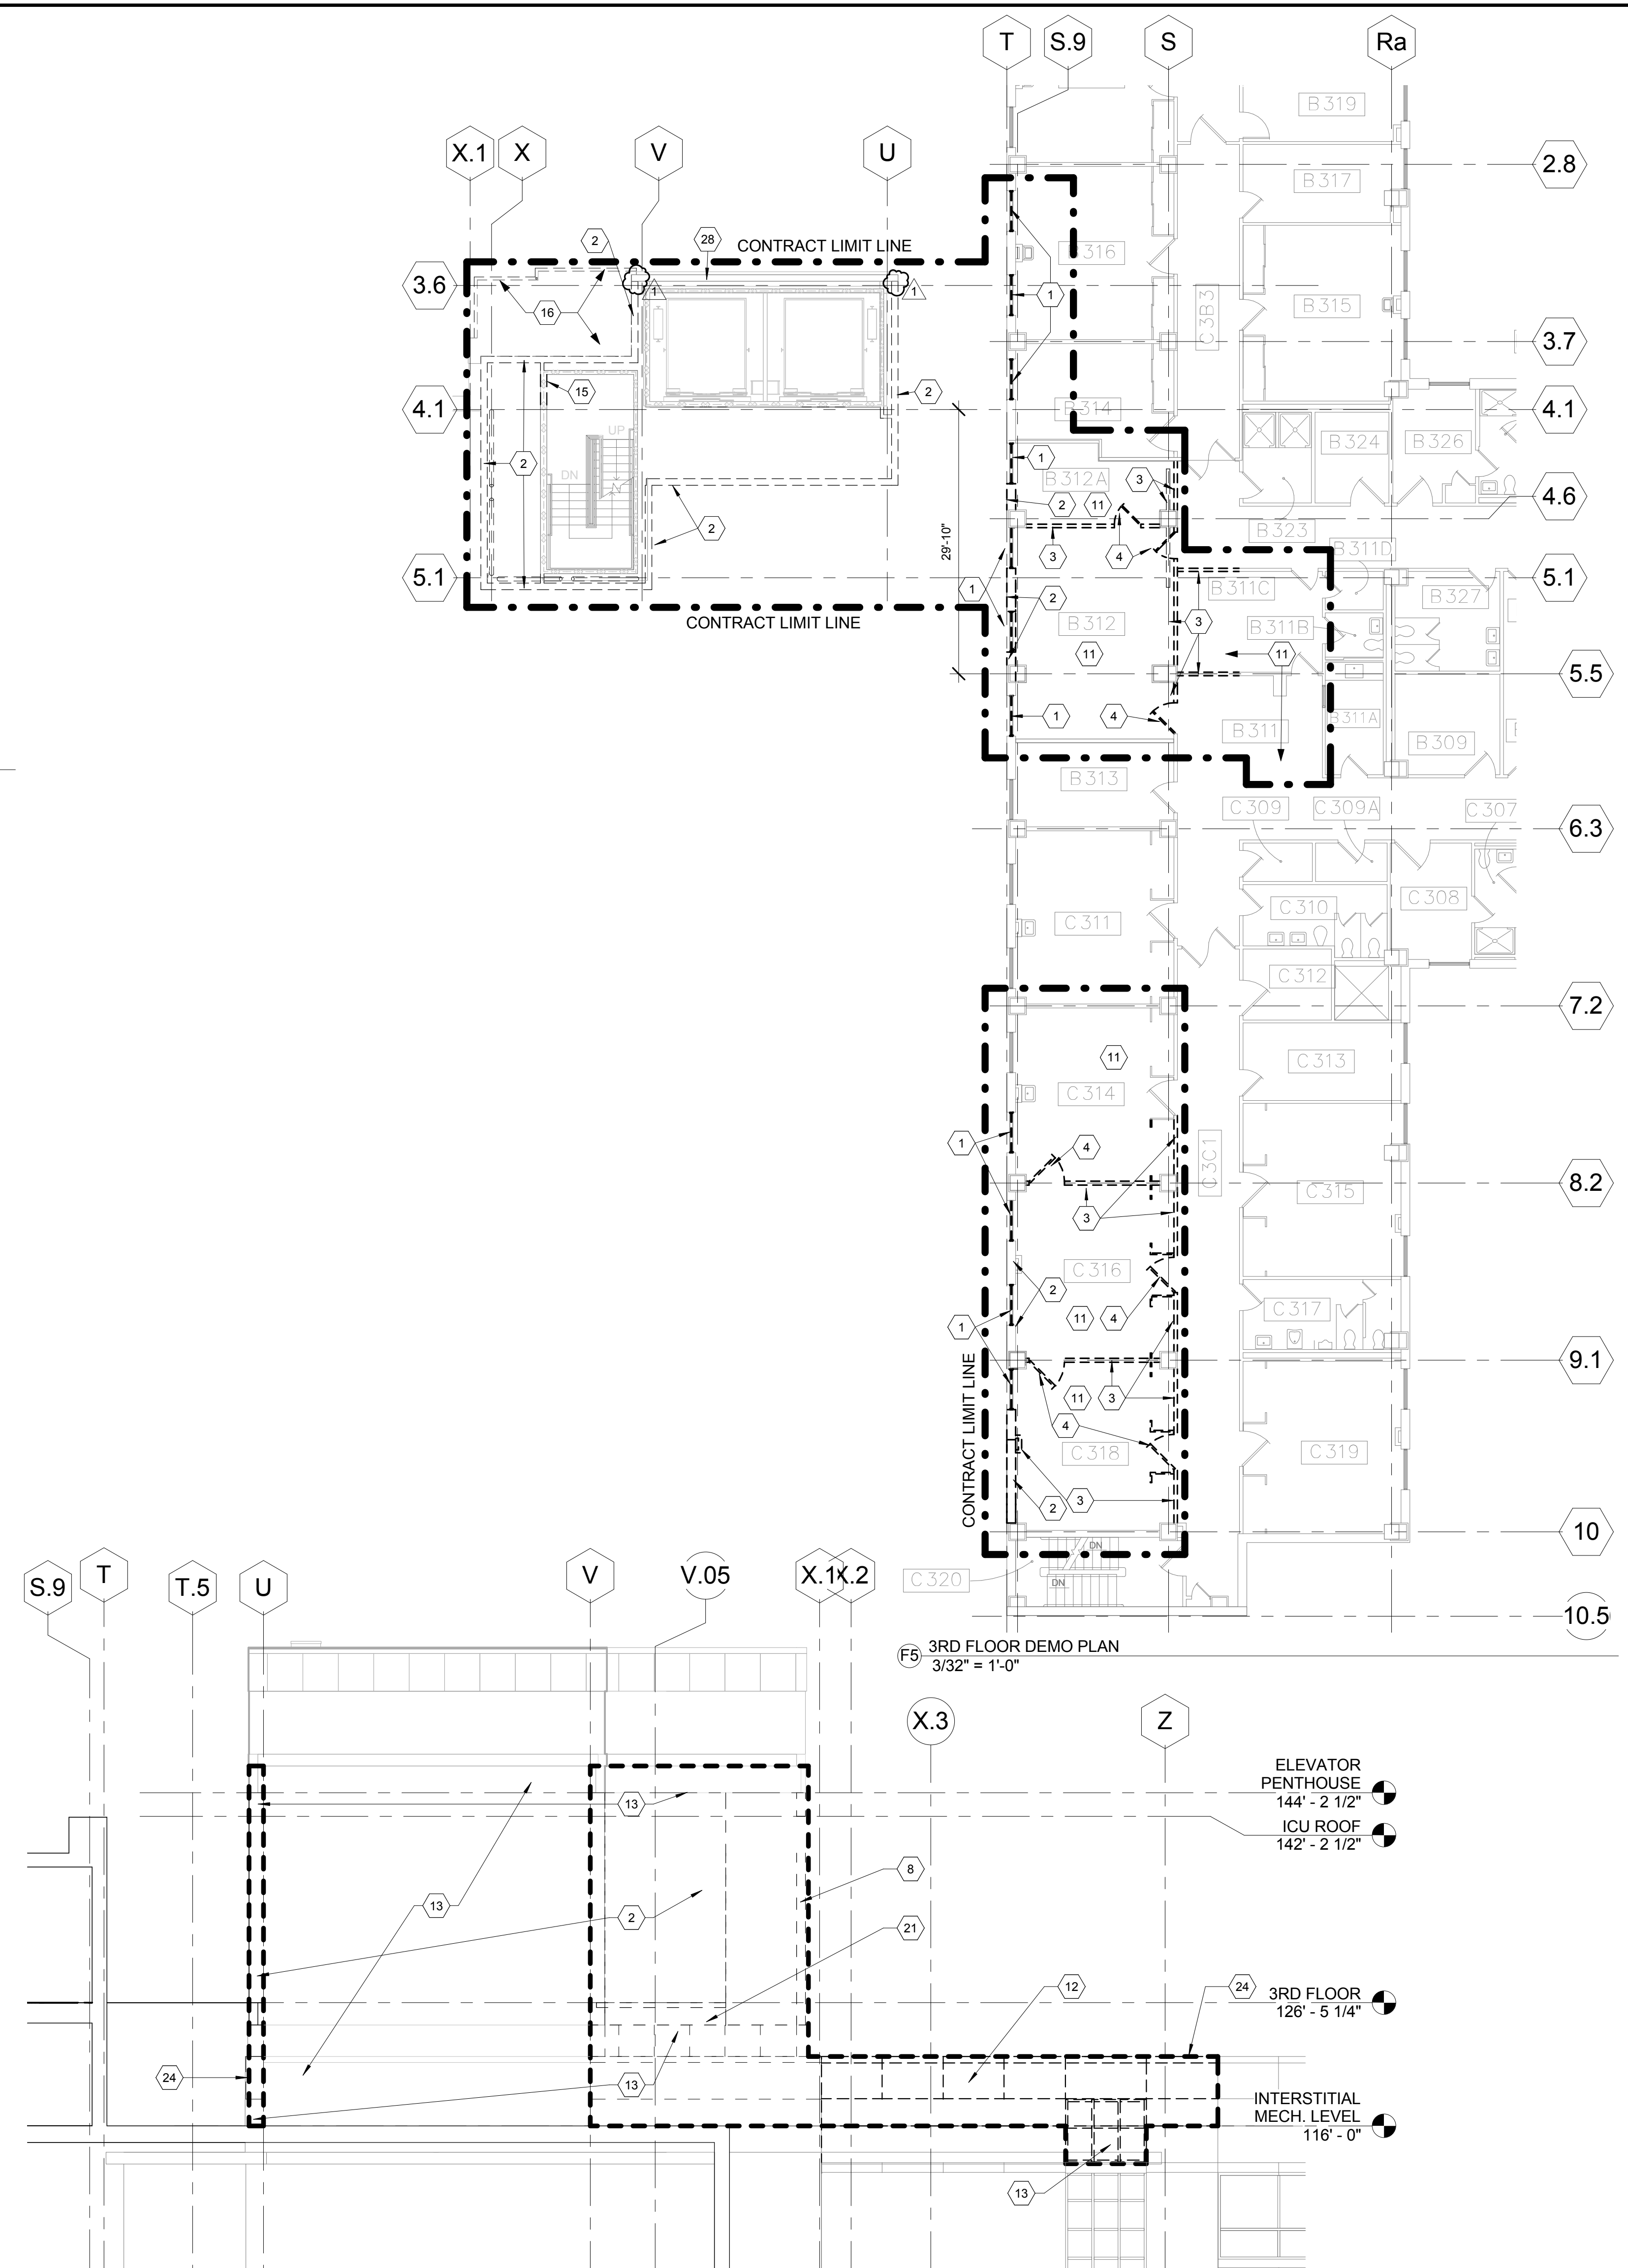 T
S.9
S
Ra
X.1
X
V
U
B319
2.8
B317
2
28
CONTRACT LIMIT LINE
B316
3.6
1
1
16
1
C3B3
B315
3.7
15
2
4.1
B314
4.1
UP
B324
B326
2
DN
1
B312A
3
4.6
2
11
2
B323
29'-10"
3
4
B311D
5.1
5.1
1
2
B311C
B327
CONTRACT LIMIT LINE
B312
3
B311B
11
11
5.5
1
4
B311
B311A
B309
B313
C309
C309A
C307
6.3
C311
C310
C308
C312
7.2
11
C313
C314
1
4
C3C1
8.2
C315
3
C316
2
1
11
4
C317
9.1
CONTRACT LIMIT LINE
11
3
4
C318
C319
2
3
10
DN
DN
C320
10.5
F5
3RD FLOOR DEMO PLAN
3/32" = 1'-0"
S.9
T
T.5
U
V
V.05
X.1
X.2
X.3
Z
ELEVATOR
PENTHOUSE
144' - 2 1/2"
13
ICU ROOF
142' - 2 1/2"
8
13
2
21
12
24
3RD FLOOR
126' - 5 1/4"
24
13
INTERSTITIAL
MECH. LEVEL
116' - 0"
13